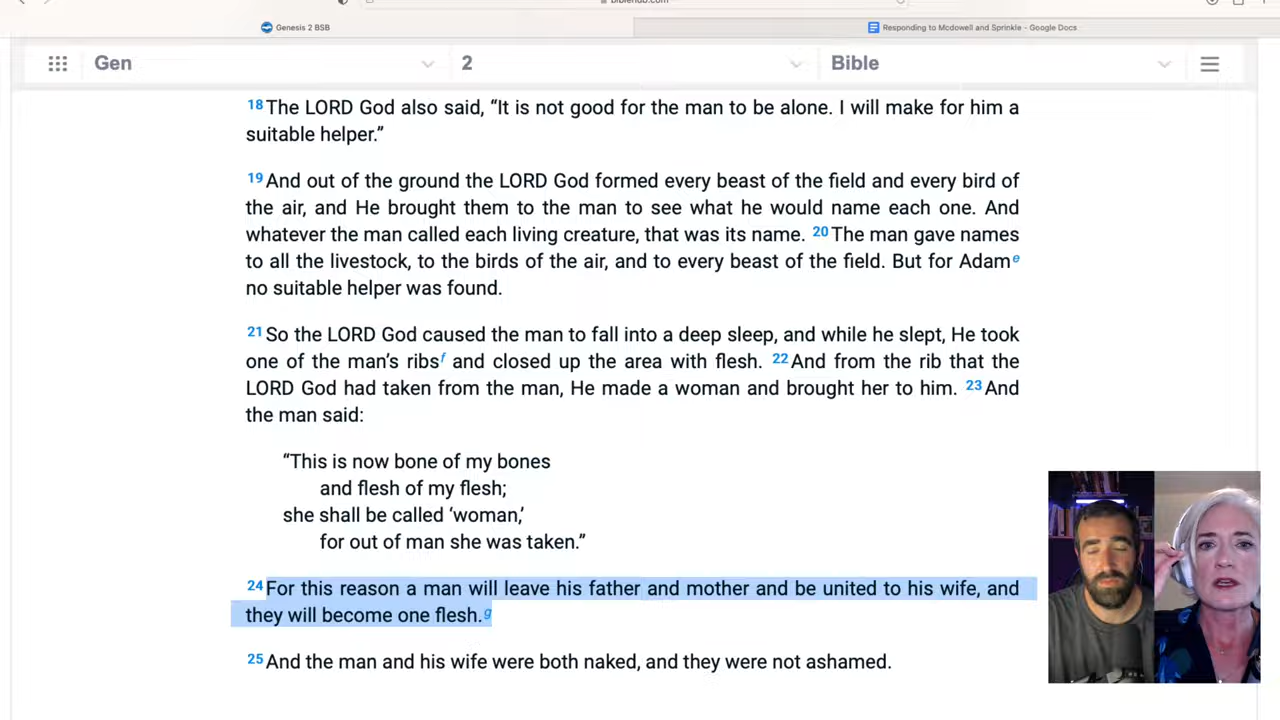 biblehub.com
Genesis 2 BSB
Responding to Mcdowell and Sprinkle - Google Docs
Gen
2
Bible
18 The LORD God also said, “It is not good for the man to be alone. I will make for him a
suitable helper.”
19 And out of the ground the LORD God formed every beast of the field and every bird of
the air, and He brought them to the man to see what he would name each one. And
whatever the man called each living creature, that was its name. 20 The man gave names
to all the livestock, to the birds of the air, and to every beast of the field. But for Adam e
no suitable helper was found.
21 So the LORD God caused the man to fall into a deep sleep, and while he slept, He took
one of the man’s ribs f and closed up the area with flesh. 22 And from the rib that the
LORD God had taken from the man, He made a woman and brought her to him. 23 And
the man said:
“This is now bone of my bones
and flesh of my flesh;
she shall be called ‘woman,’
for out of man she was taken.”
24 For this reason a man will leave his father and mother and be united to his wife, and
they will become one flesh. g
25 And the man and his wife were both naked, and they were not ashamed.